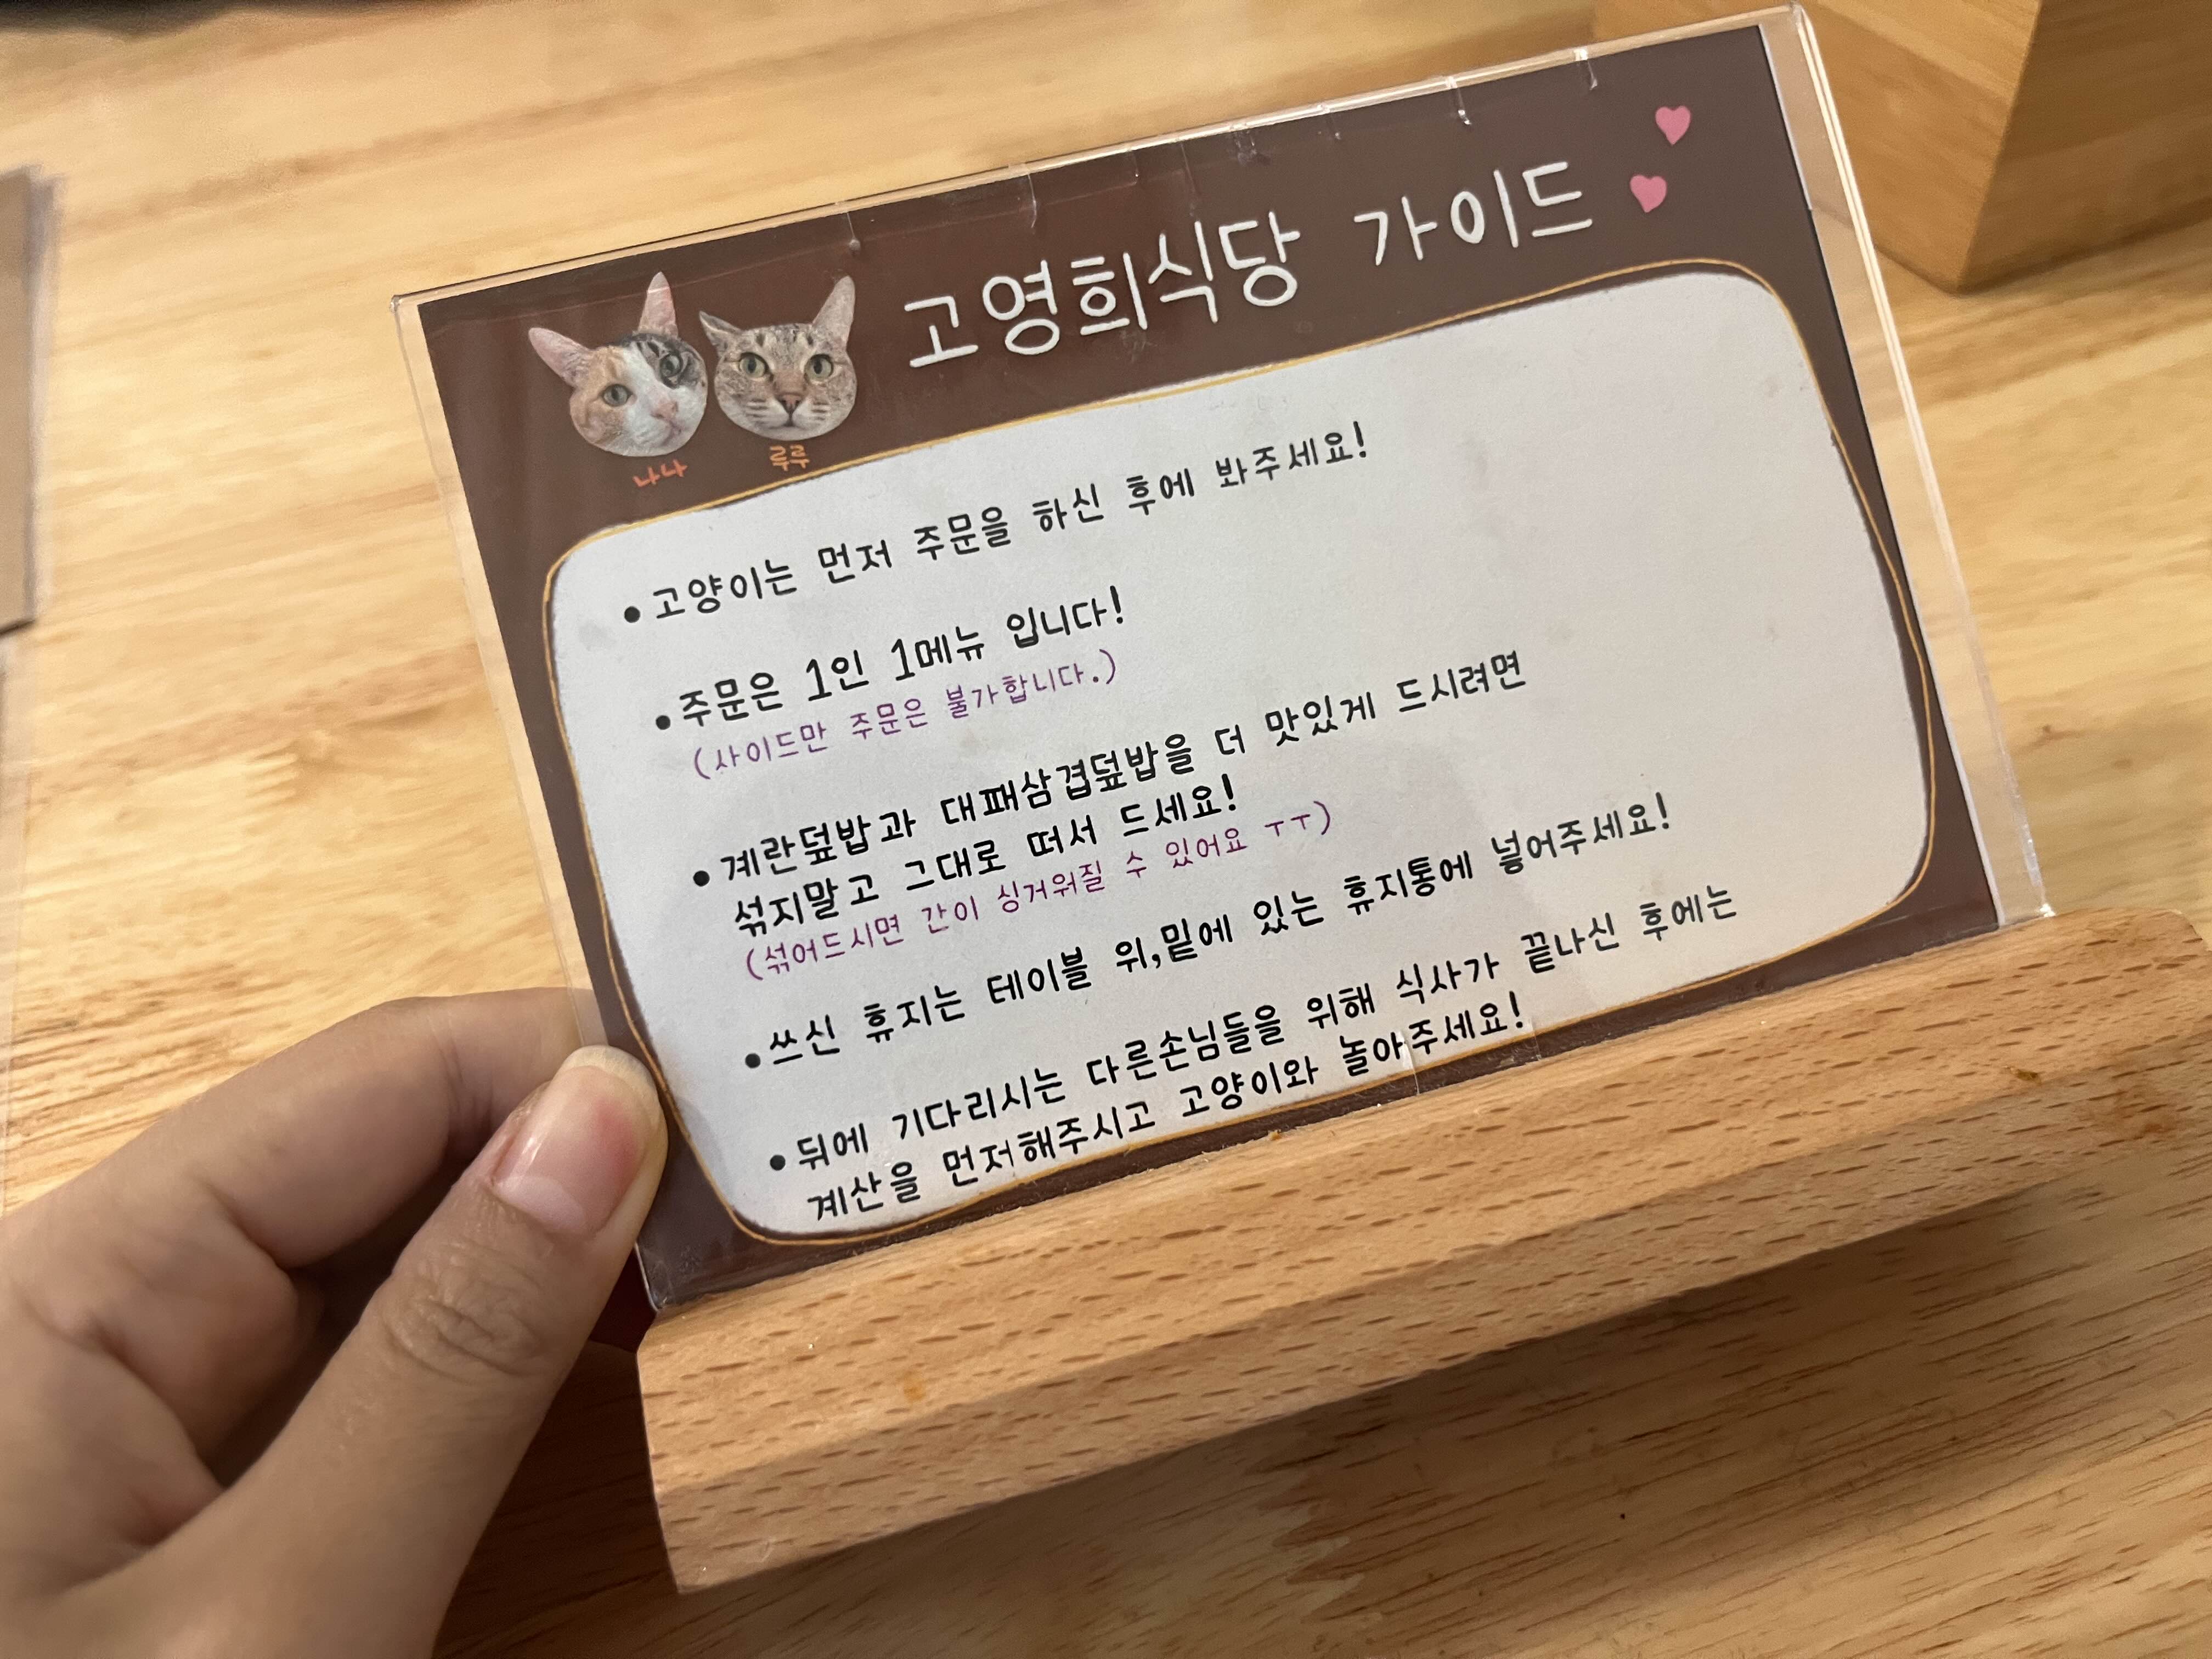 고영희식당 가이드
나나
루루
• 고양이는 먼저 주문을 하신 후에 봐주세요!
• 주문은 1인 1메뉴 입니다!
(사이드만 주문은 불가합니다.)
• 계란덮밥과 대패삼겹덮밥을 더 맛있게 드시려면
섞지말고 그대로 떠서 드세요!
(섞어드시면 간이 싱거워질 수 있어요 ㅜㅜ)
• 쓰신 휴지는 테이블 위,밑에 있는 휴지통에 넣어주세요!
• 뒤에 기다리시는 다른손님들을 위해 식사가 끝나신 후에는
계산을 먼저해주시고 고양이와 놀아주세요!